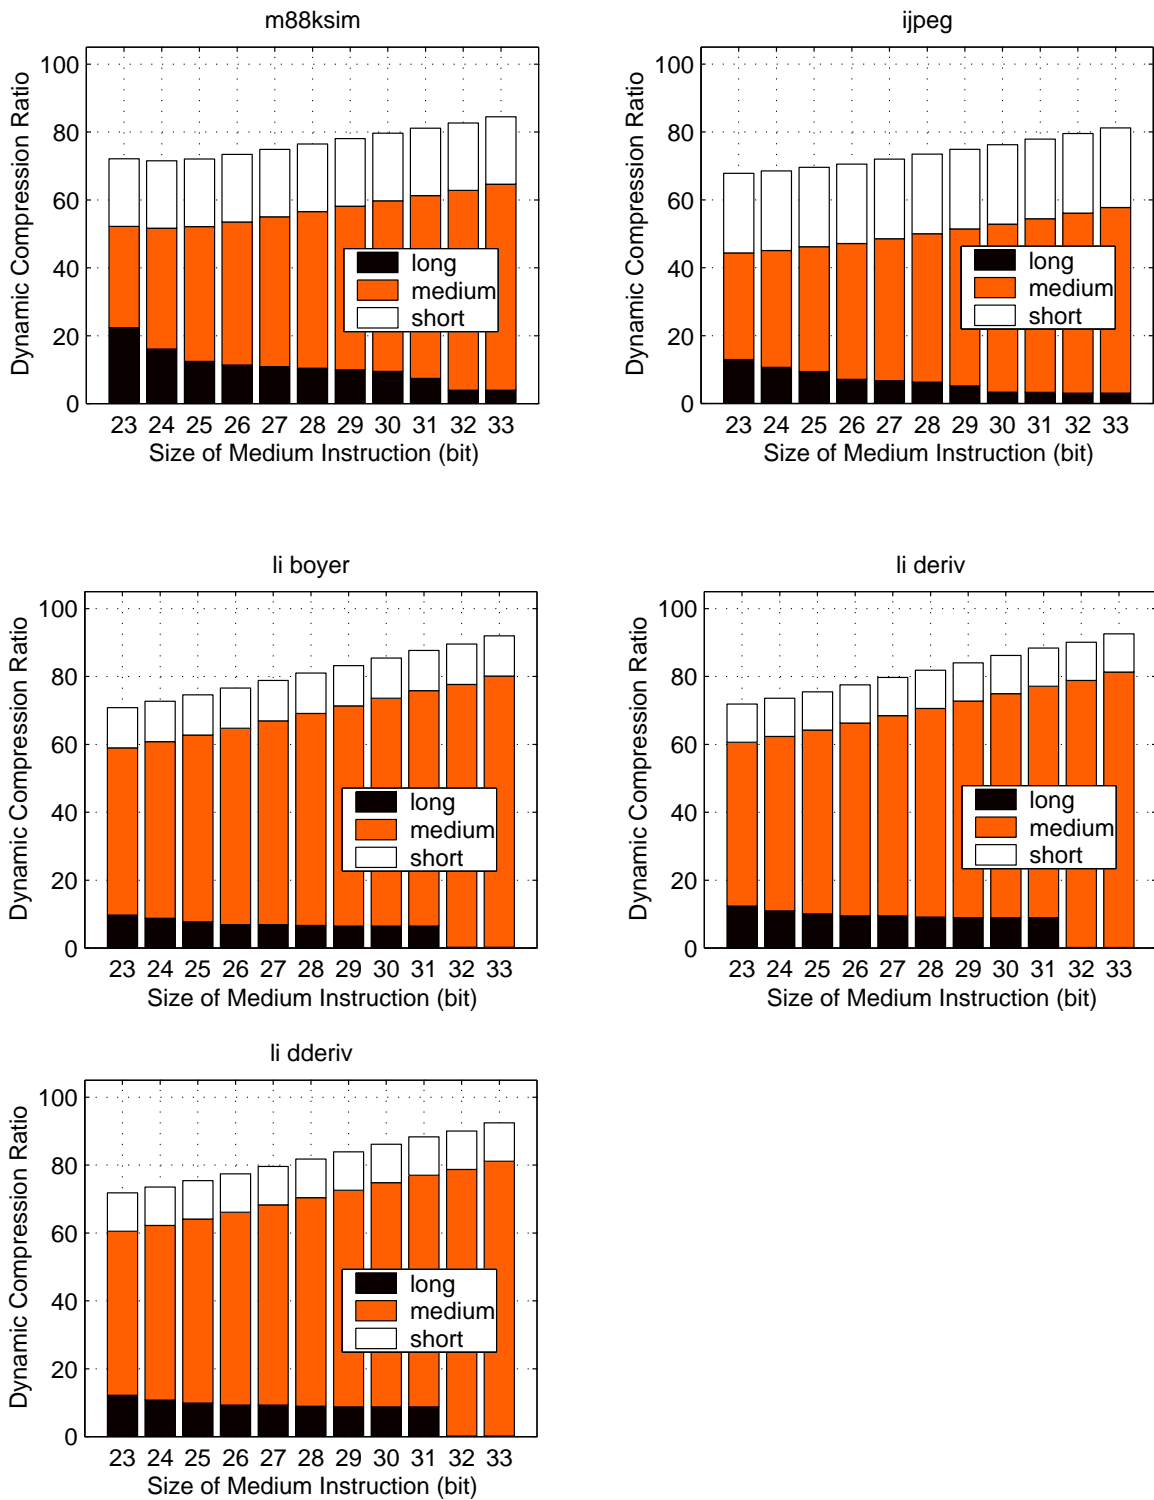 m88ksim
Dynamic Compression Ratio
100
80
60
40
20
0
long
medium
short
23 24 25 26 27 28 29 30 31 32 33
Size of Medium Instruction (bit)
ijpeg
Dynamic Compression Ratio
100
80
60
40
20
0
long
medium
short
23 24 25 26 27 28 29 30 31 32 33
Size of Medium Instruction (bit)
li boyer
Dynamic Compression Ratio
100
80
60
40
20
0
long
medium
short
23 24 25 26 27 28 29 30 31 32 33
Size of Medium Instruction (bit)
li deriv
Dynamic Compression Ratio
100
80
60
40
20
0
long
medium
short
23 24 25 26 27 28 29 30 31 32 33
Size of Medium Instruction (bit)
li dderiv
Dynamic Compression Ratio
100
80
60
40
20
0
long
medium
short
23 24 25 26 27 28 29 30 31 32 33
Size of Medium Instruction (bit)